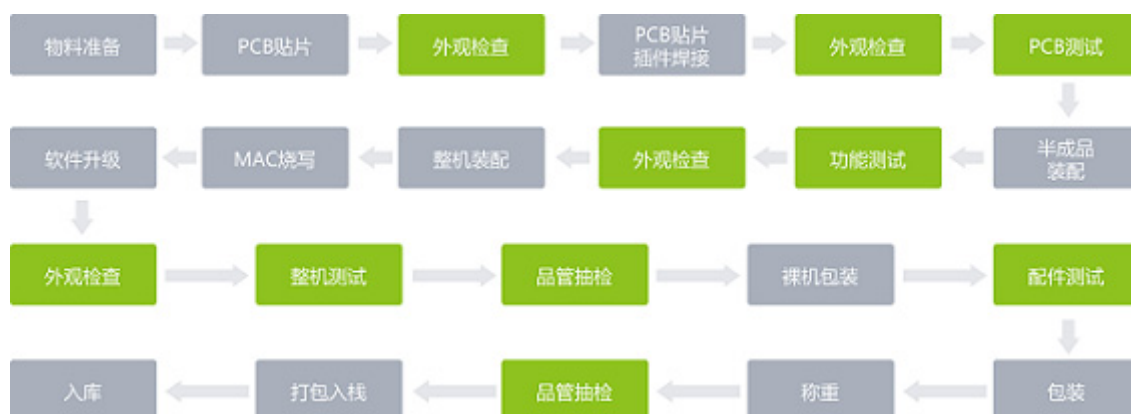 物料准备
PCB贴片
外观检查
PCB贴片
插件焊接
外观检查
PCB测试
软件升级
MAC烧写
整机装配
外观检查
功能测试
半成品
装配
外观检查
整机测试
品管抽检
裸机包装
配件测试
入库
打包入栈
品管抽检
称重
包装